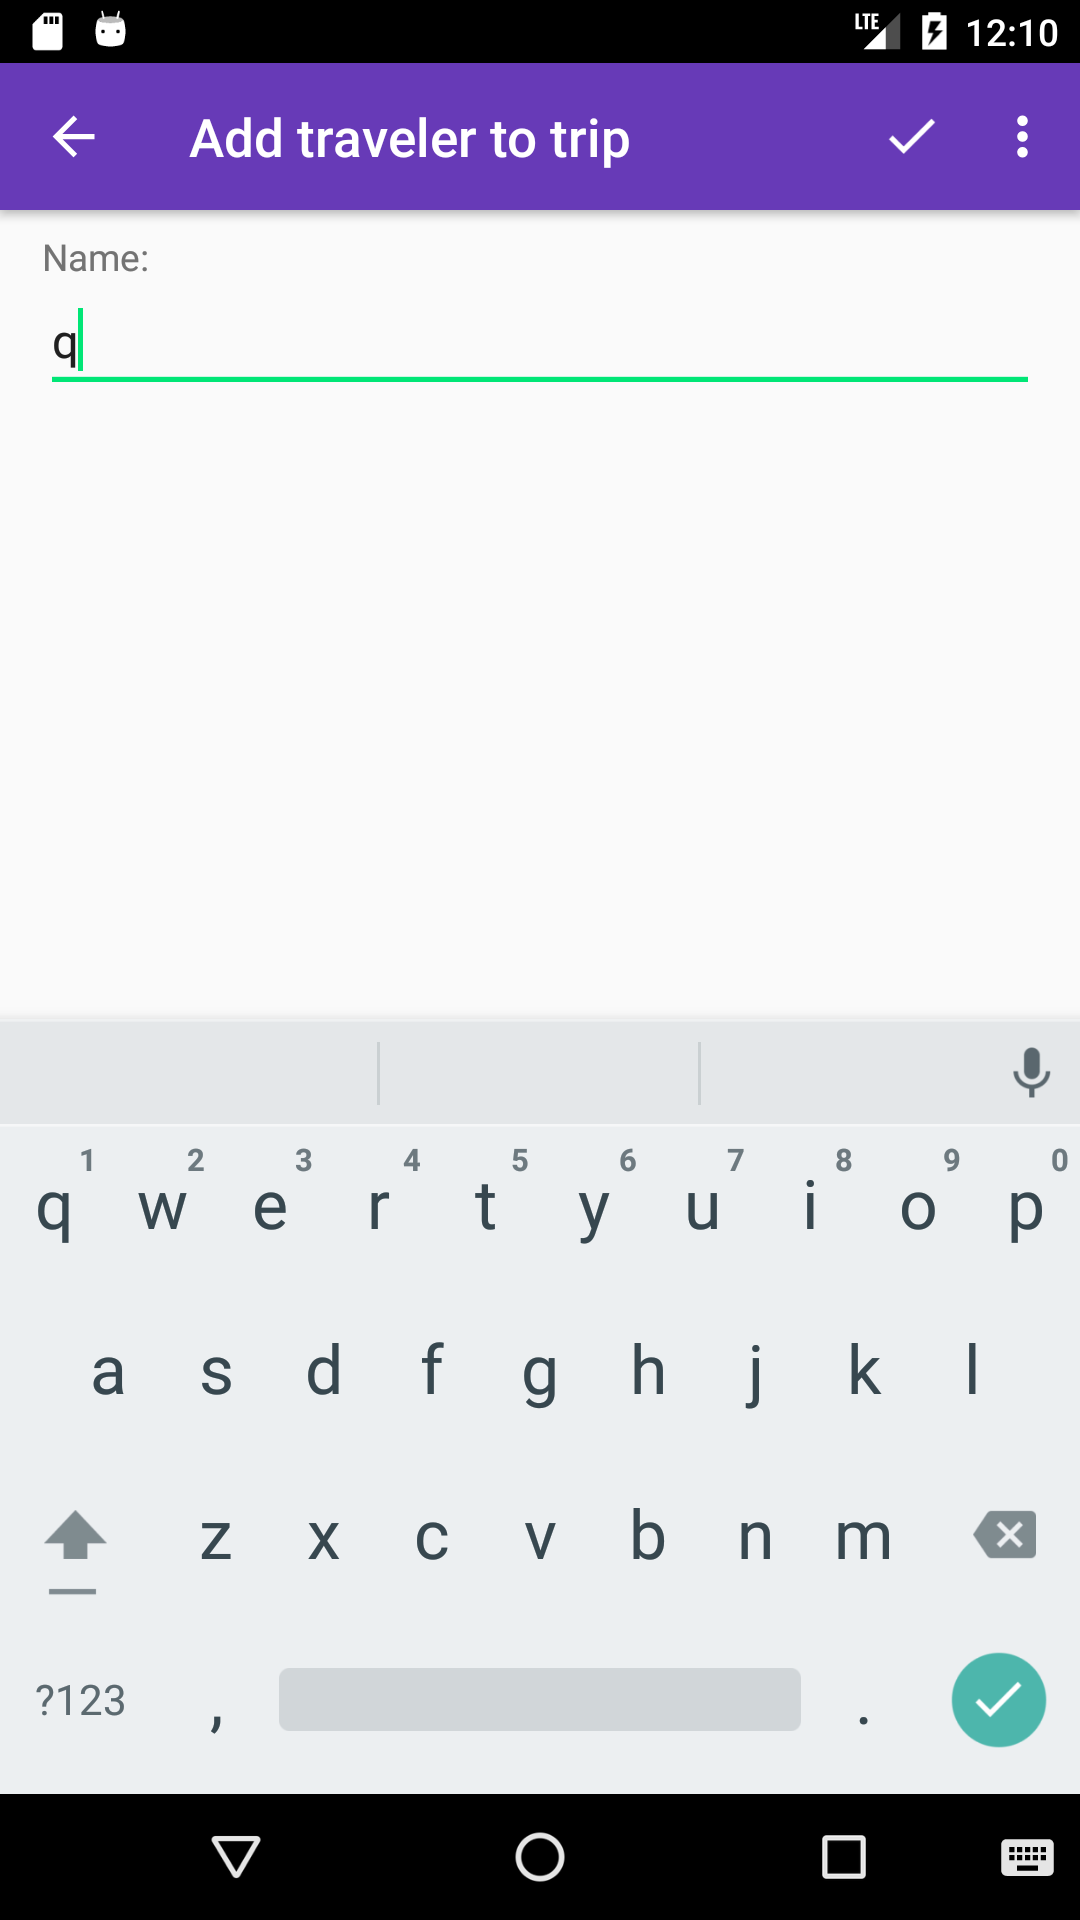 LTE 12:10
Add traveler to trip
Name:
q
1 2 3 4 5 6 7 8 9 0
q w e r t y u i o p
a s d f g h j k l
z x c v b n m
?123 , .